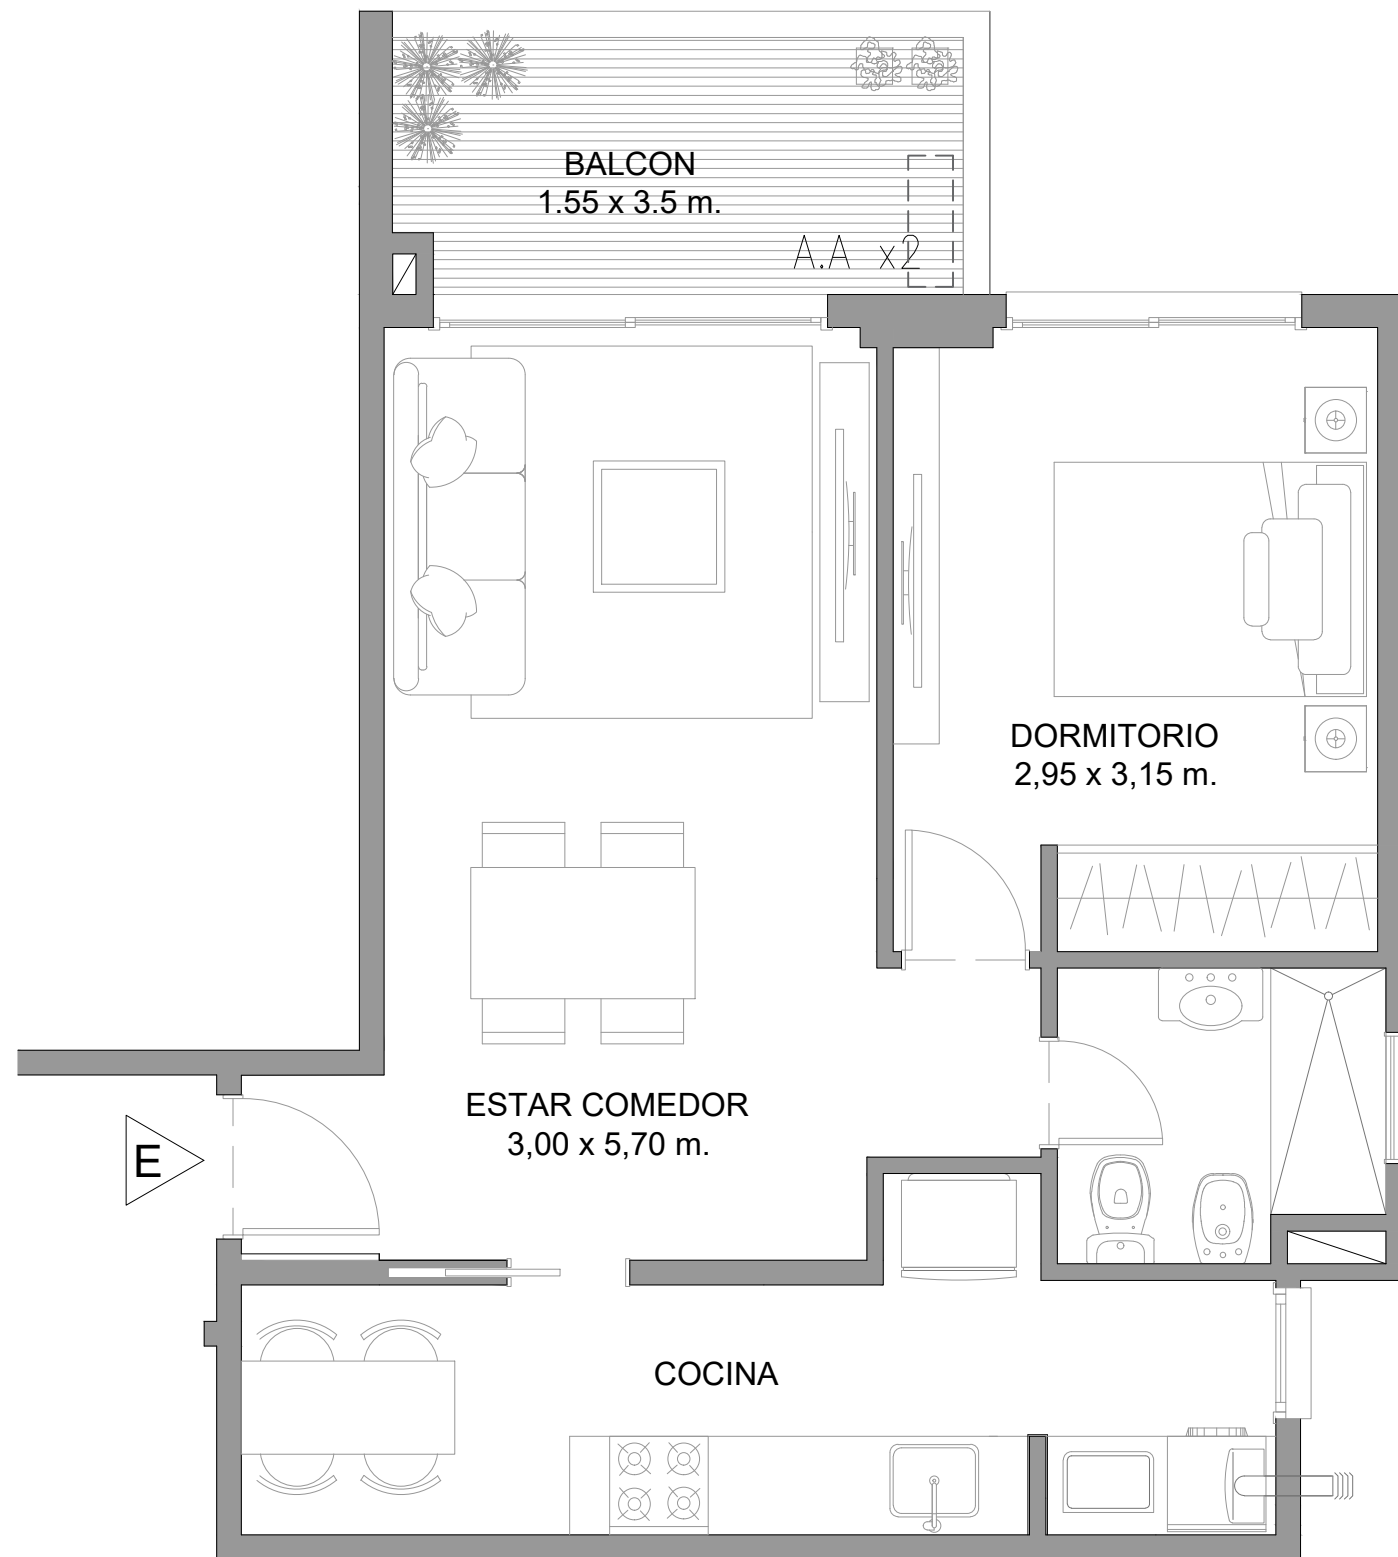 BALCON
1.55 x 3.5 m.
A.A x2
DORMITORIO
2,95 x 3,15 m.
ESTAR COMEDOR
3,00 x 5,70 m.
E
COCINA